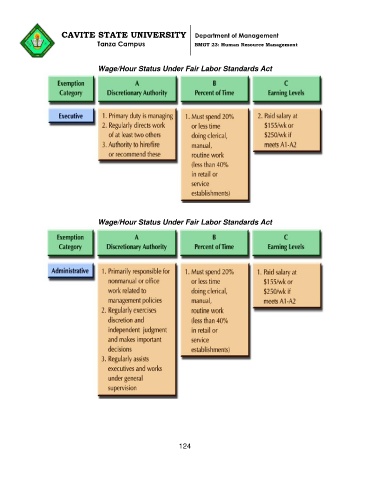 CAVITE STATE UNIVERSITY
Tanza Campus
Department of Management
BMGT 23: Human Resource Management
Wage/Hour Status Under Fair Labor Standards Act
Exemption
Category
A
Discretionary Authority
B
Percent of Time
C
Earning Levels
Executive
1. Primary duty is managing
2. Regularly directs work
of at least two others
3. Authority to hire/fire
or recommend these
1. Must spend 20%
or less time
doing clerical,
manual,
routine work
(less than 40%
in retail or
service
establishments)
2. Paid salary at
$155/wk or
$250/wk if
meets A1-A2
Wage/Hour Status Under Fair Labor Standards Act
Exemption
Category
A
Discretionary Authority
B
Percent of Time
C
Earning Levels
Administrative
1. Primarily responsible for
nonmanual or office
work related to
management policies
2. Regularly exercises
discretion and
independent judgment
and makes important
decisions
3. Regularly assists
executives and works
under general
supervision
1. Must spend 20%
or less time
doing clerical,
manual,
routine work
(less than 40%
in retail or
service
establishments)
1. Paid salary at
$155/wk or
$250/wk if
meets A1-A2
124